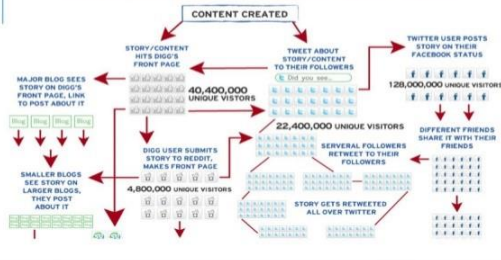 CONTENT CREATED
STORY/CONTENT
HITS DIGG'S
FRONT PAGE
TWEET ABOUT
STORY/CONTENT
TO THEIR FOLLOWERS
Did you see...
TWITTER USER POSTS
STORY ON THEIR
FACEBOOK STATUS
MAJOR BLOG SEES
STORY ON DIGG'S
FRONT PAGE, LINK
TO POST ABOUT IT
40,400,000
UNIQUE VISTORS
128,000,000 UNIQUE VISTORS
Blog Blog Blog Blog
22,400,000 UNIQUE VISITORS
DIGG USER SUBMITS
STORY TO REDDIT,
MAKES FRONT PAGE
SERVERAL FOLLOWERS
RETWEET TO THEIR
FOLLOWERS
DIFFERENT FRIENDS
SHARE IT WITH THEIR
FRIENDS
SMALLER BLOGS
SEE STORY ON
LARGER BLOGS,
THEY POST
ABOUT IT
4,800,000 UNIQUE VISITORS
STORY GETS RETWEETED
ALL OVER TWITTER